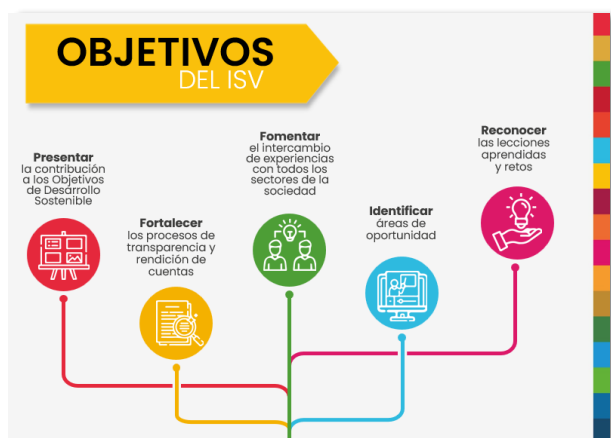 OBJETIVOS
DEL ISV
Presentar
la contribución
a los Objetivos
de Desarrollo
Sostenible
Fortalecer
los procesos de
transparencia y
rendición de
cuentas
Fomentar
el intercambio
de experiencias
con todos los
sectores de la
sociedad
Identificar
áreas de
oportunidad
Reconocer
las lecciones
aprendidas
y retos